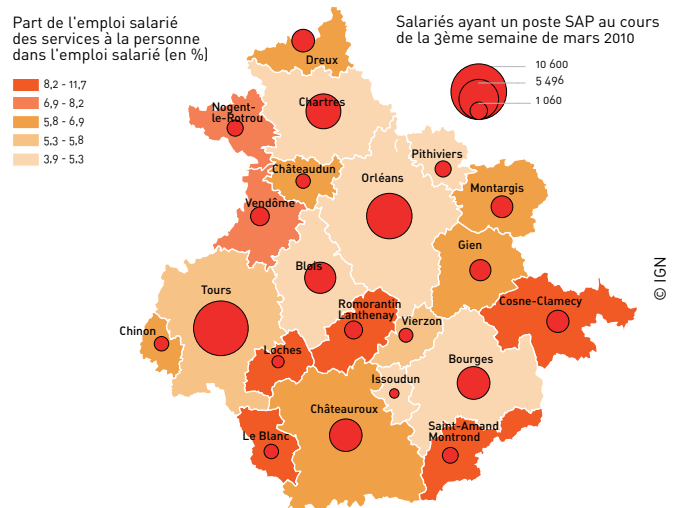 Part de l'emploi salarié
des services à la personne
dans l'emploi salarié (en %)
8,2 - 11,7
6,9 - 8,2
5,8 - 6,9
5.3 - 5,8
3.9 - 5.3
Salariés ayant un poste SAP au cours
de la 3ème semaine de mars 2010
10 600
5 496
1 060
Dreux
Chartres
Nogent-
le-Rotrou
Pithiviers
Châteaudun
Orléans
Montargis
Vendôme
Gien
Blois
Tours
Romorantin
Lanthenay
Cosne-Clamecy
Chinon
Vierzon
Loches
Bourges
Issoudun
Châteauroux
Le Blanc
Saint-Amand
Montrond
© IGN